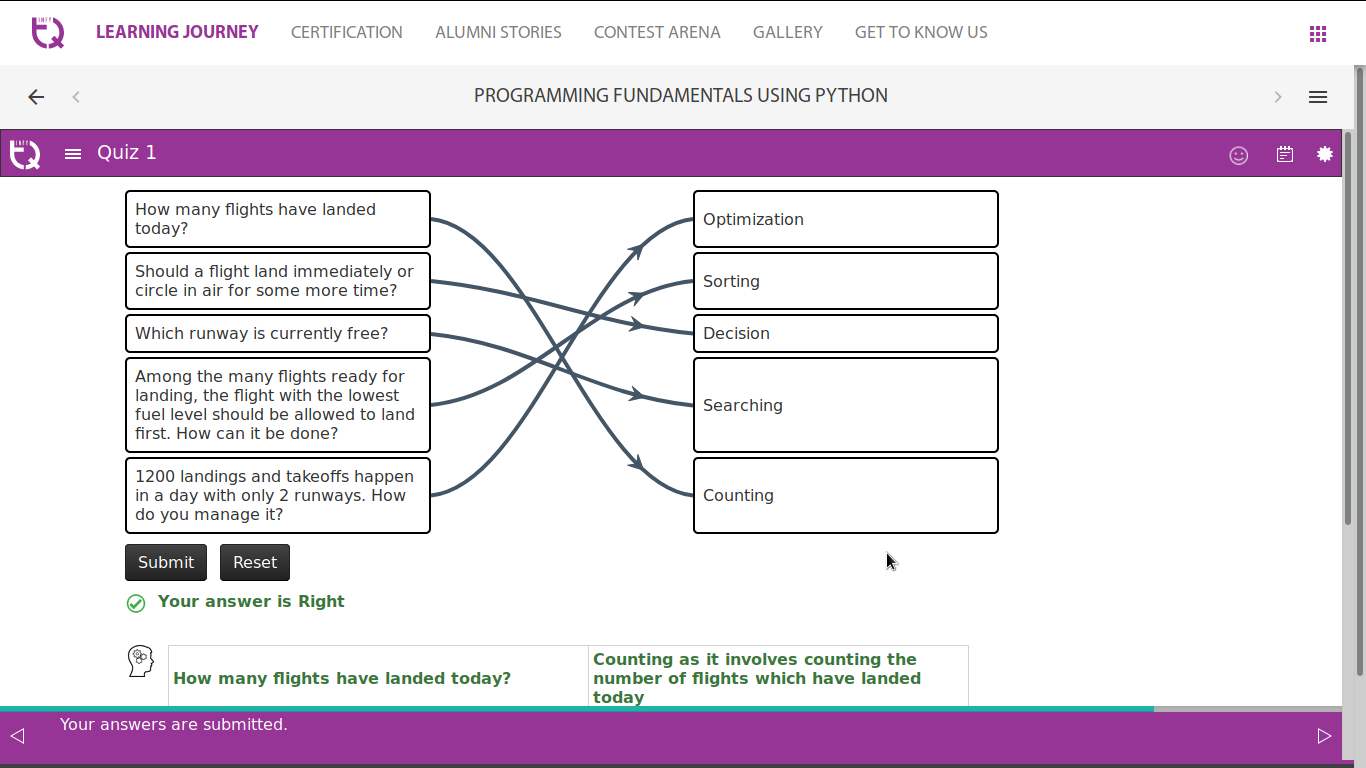 INFY
TQ
LEARNING JOURNEY CERTIFICATION ALUMNI STORIES CONTEST ARENA GALLERY GET TO KNOW US
PROGRAMMING FUNDAMENTALS USING PYTHON
INFY
TQ
Quiz 1
How many flights have landed
today?
Optimization
Should a flight land immediately or
circle in air for some more time?
Sorting
Which runway is currently free?
Decision
Among the many flights ready for
landing, the flight with the lowest
fuel level should be allowed to land
first. How can it be done?
Searching
1200 landings and takeoffs happen
in a day with only 2 runways. How
do you manage it?
Counting
Submit Reset
Your answer is Right
How many flights have landed today?
Counting as it involves counting the
number of flights which have landed
today
Your answers are submitted.